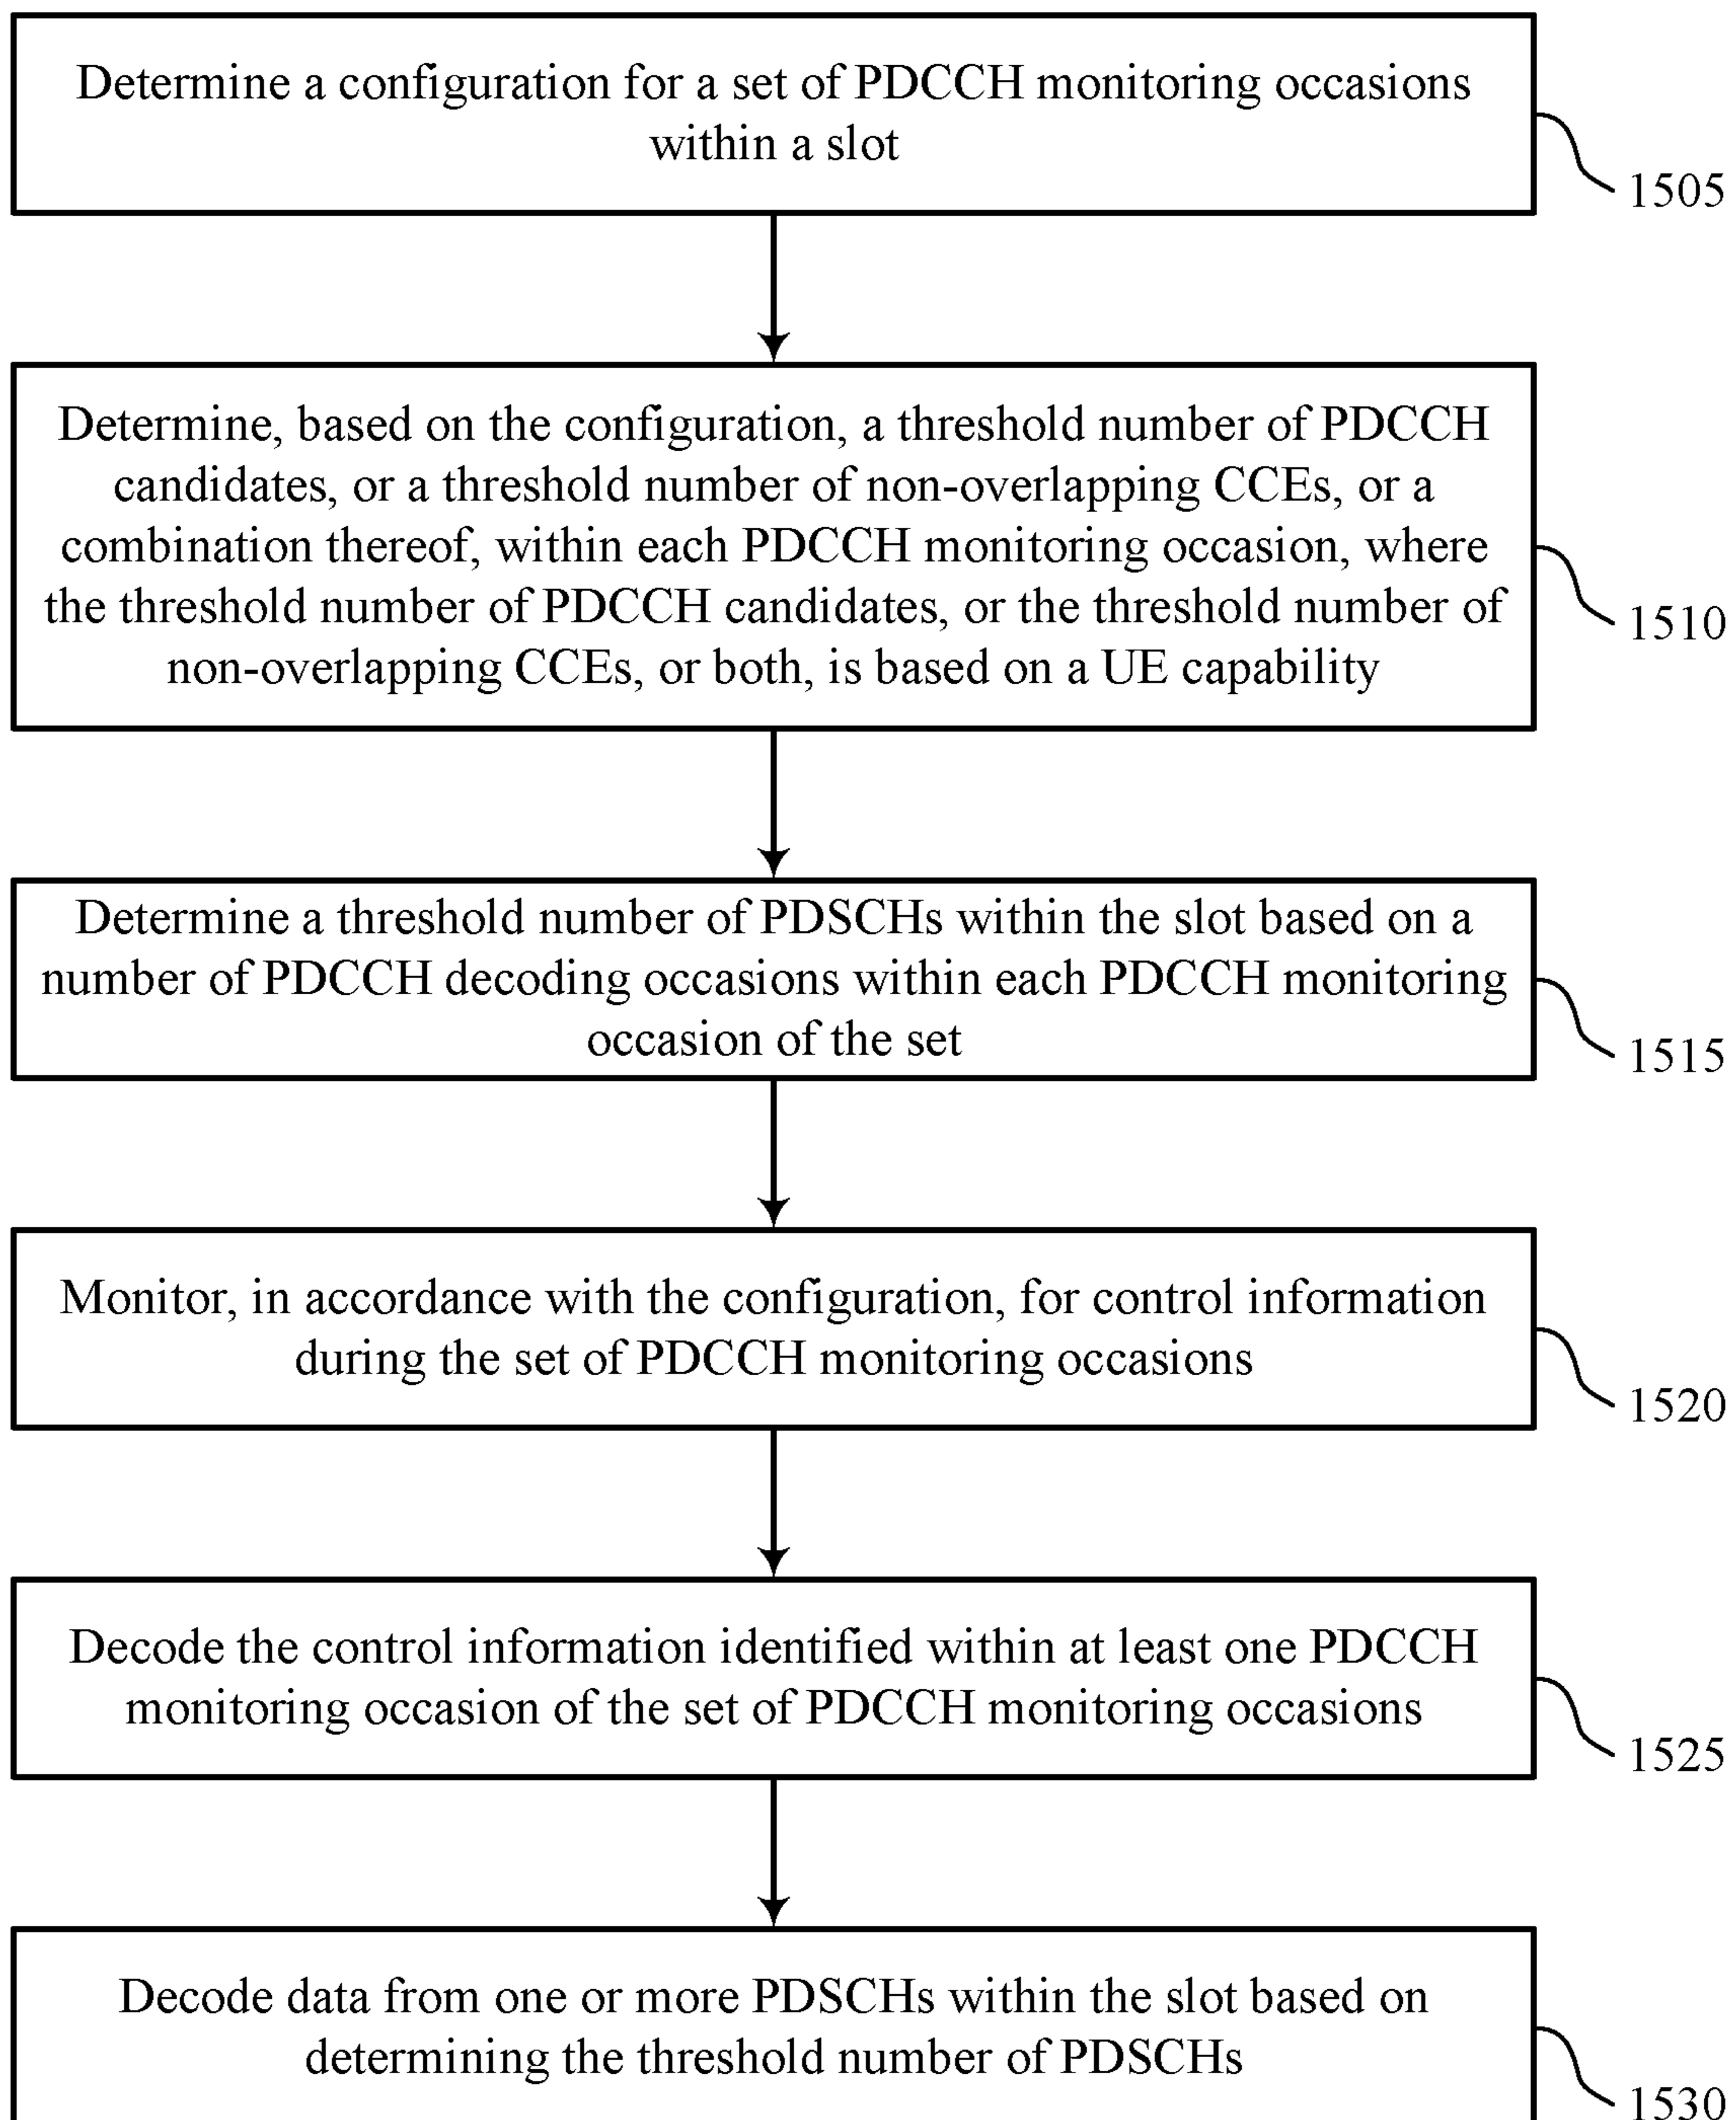 Determine a configuration for a set of PDCCH monitoring occasions
within a slot
1505
Determine, based on the configuration, a threshold number of PDCCH
candidates, or a threshold number of non-overlapping CCEs, or a
combination thereof, within each PDCCH monitoring occasion, where
the threshold number of PDCCH candidates, or the threshold number of
non-overlapping CCEs, or both, is based on a UE capability
1510
Determine a threshold number of PDSCHs within the slot based on a
number of PDCCH decoding occasions within each PDCCH monitoring
occasion of the set
1515
Monitor, in accordance with the configuration, for control information
during the set of PDCCH monitoring occasions
1520
Decode the control information identified within at least one PDCCH
monitoring occasion of the set of PDCCH monitoring occasions
1525
Decode data from one or more PDSCHs within the slot based on
determining the threshold number of PDSCHs
1530